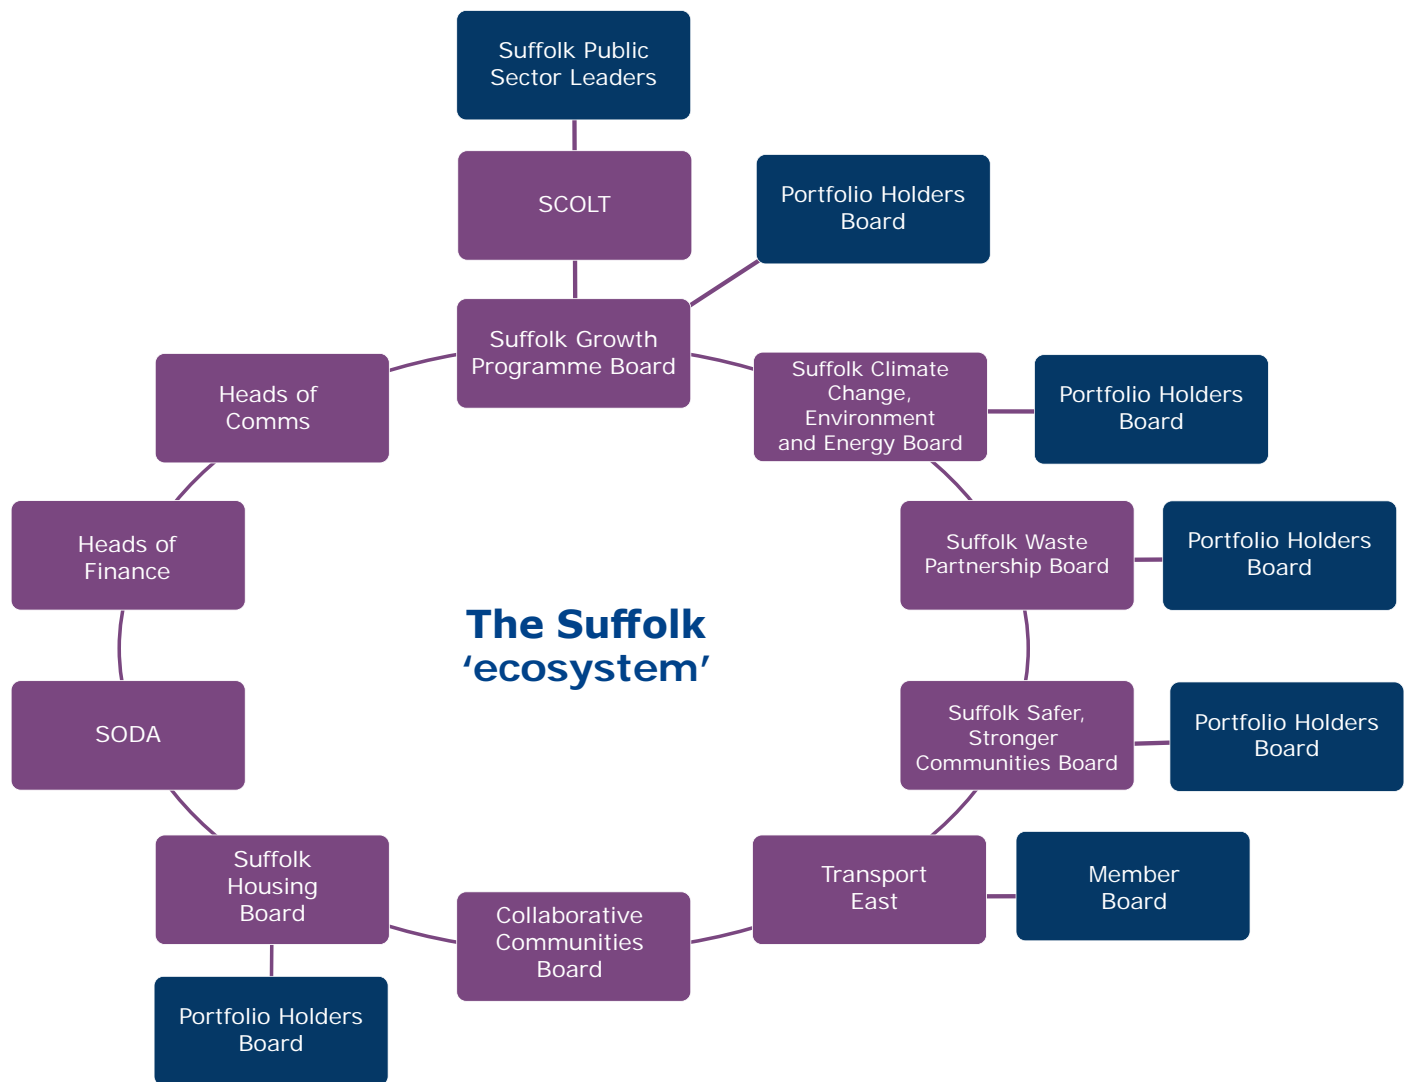 Suffolk Public
Sector Leaders
SCOLT
Portfolio Holders
Board
Suffolk Growth
Programme Board
Suffolk Climate
Change,
Environment
and Energy Board
Portfolio Holders
Board
Heads of
Comms
Suffolk Waste
Partnership Board
Portfolio Holders
Board
Heads of
Finance
The Suffolk
‘ecosystem’
Suffolk Safer,
Stronger
Communities Board
Portfolio Holders
Board
SODA
Transport
East
Member
Board
Suffolk
Housing
Board
Collaborative
Communities
Board
Portfolio Holders
Board